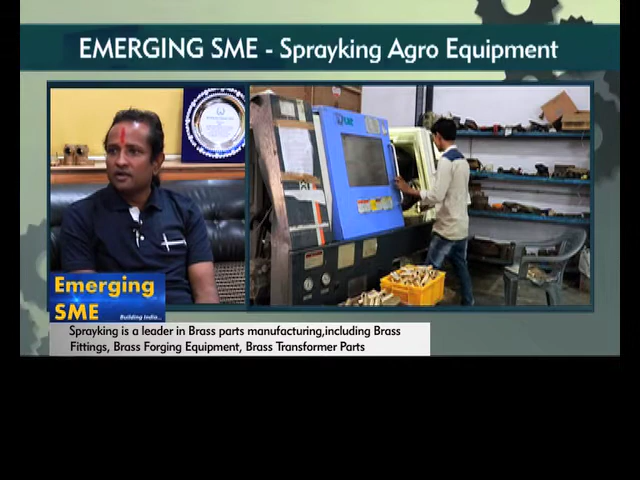 EMERGING SME - Sprayking Agro Equipment
Emerging
SME
Building India...
Sprayking is a leader in Brass parts manufacturing,including Brass
Fittings, Brass Forging Equipment, Brass Transformer Parts